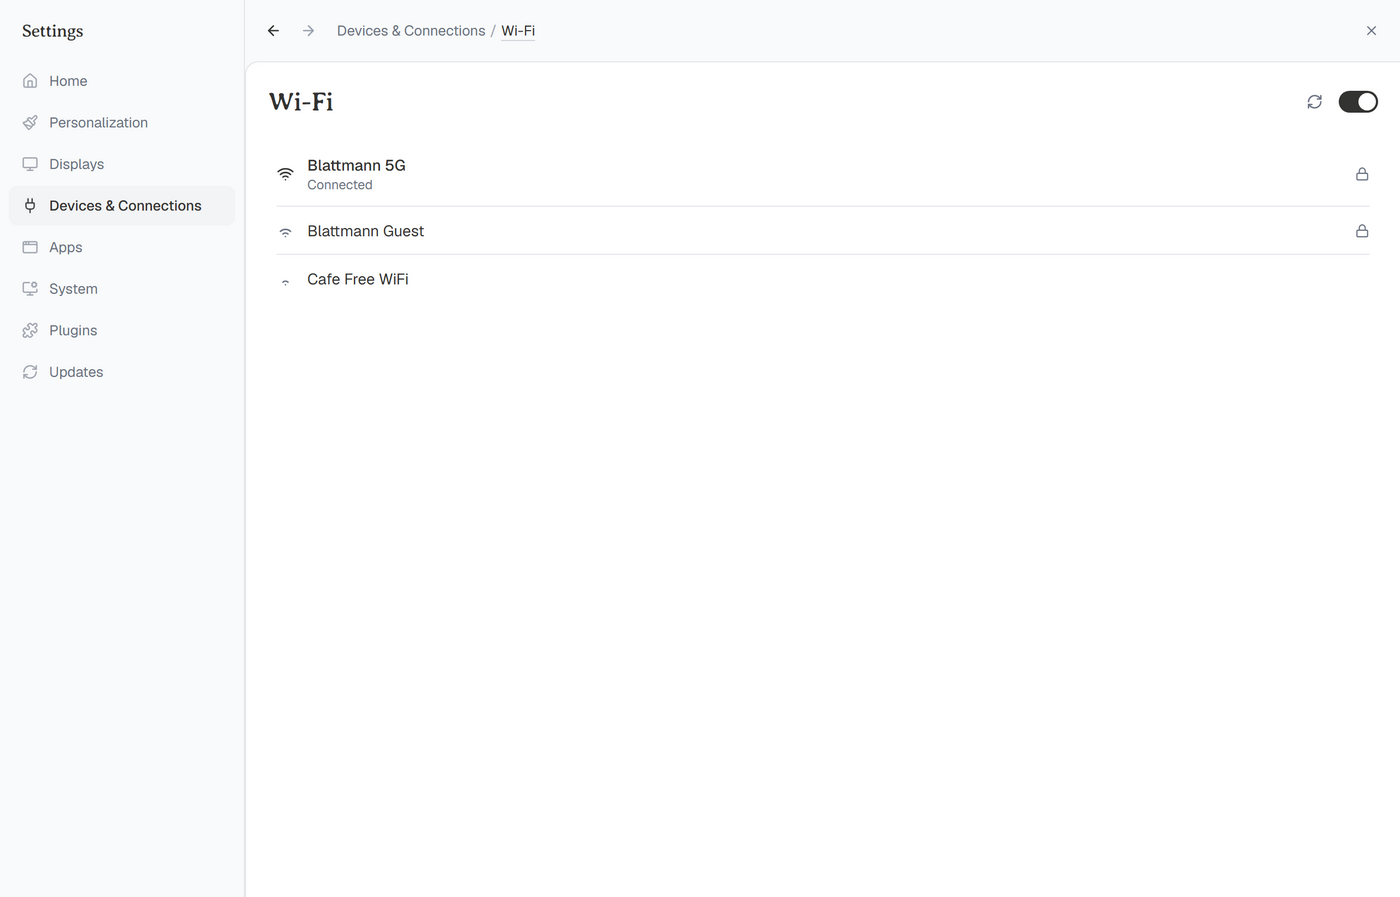 Settings
Home
Personalization
Displays
Devices & Connections
Apps
System
Plugins
Updates
Devices & Connections / Wi-Fi
Wi-Fi
Blattmann 5G
Connected
Blattmann Guest
Cafe Free WiFi